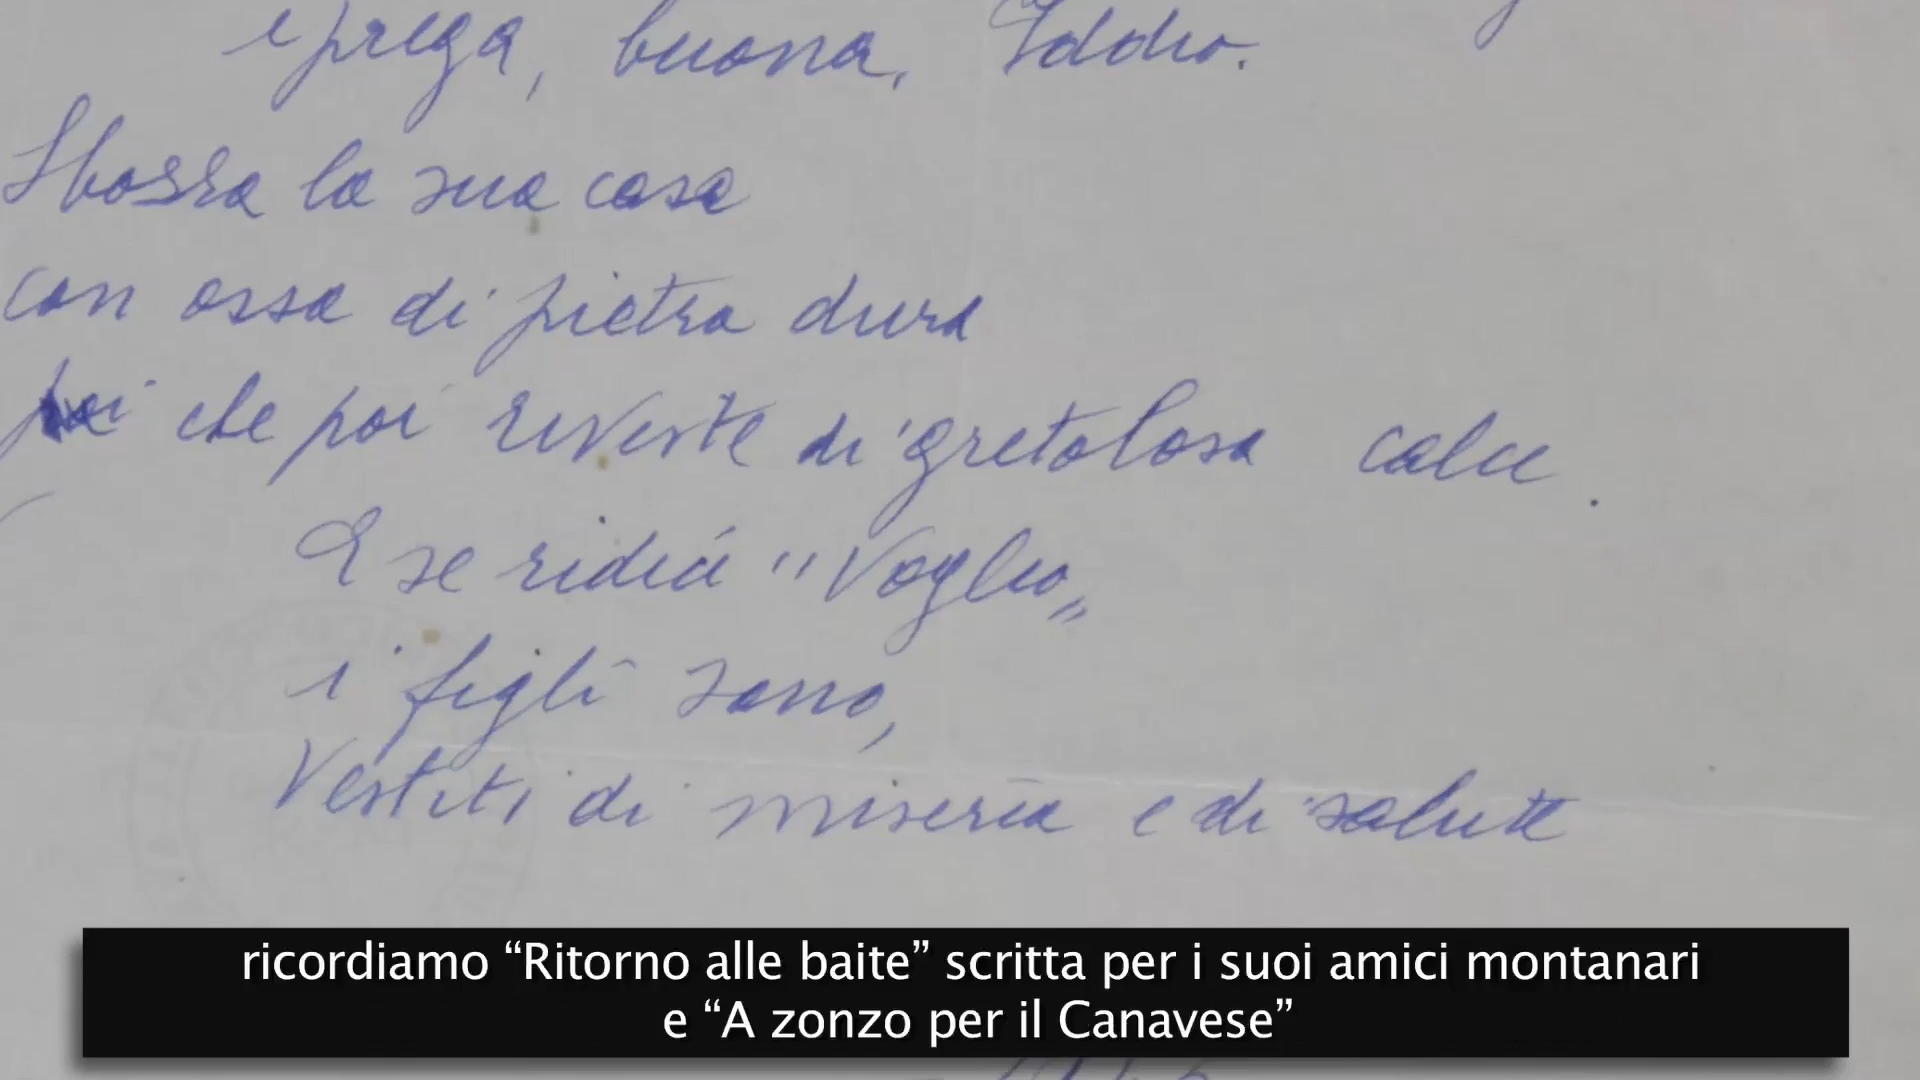 e prega, buona, Iddio.
Sbozza la sua casa
con ossa di pietra dura
che poi riveste di gretolosa calce.
E se ridici "Voglio"
i figli sono,
Vestiti di miseria e di salute
ricordiamo “Ritorno alle baite” scritta per i suoi amici montanari
e “A zonzo per il Canavese”